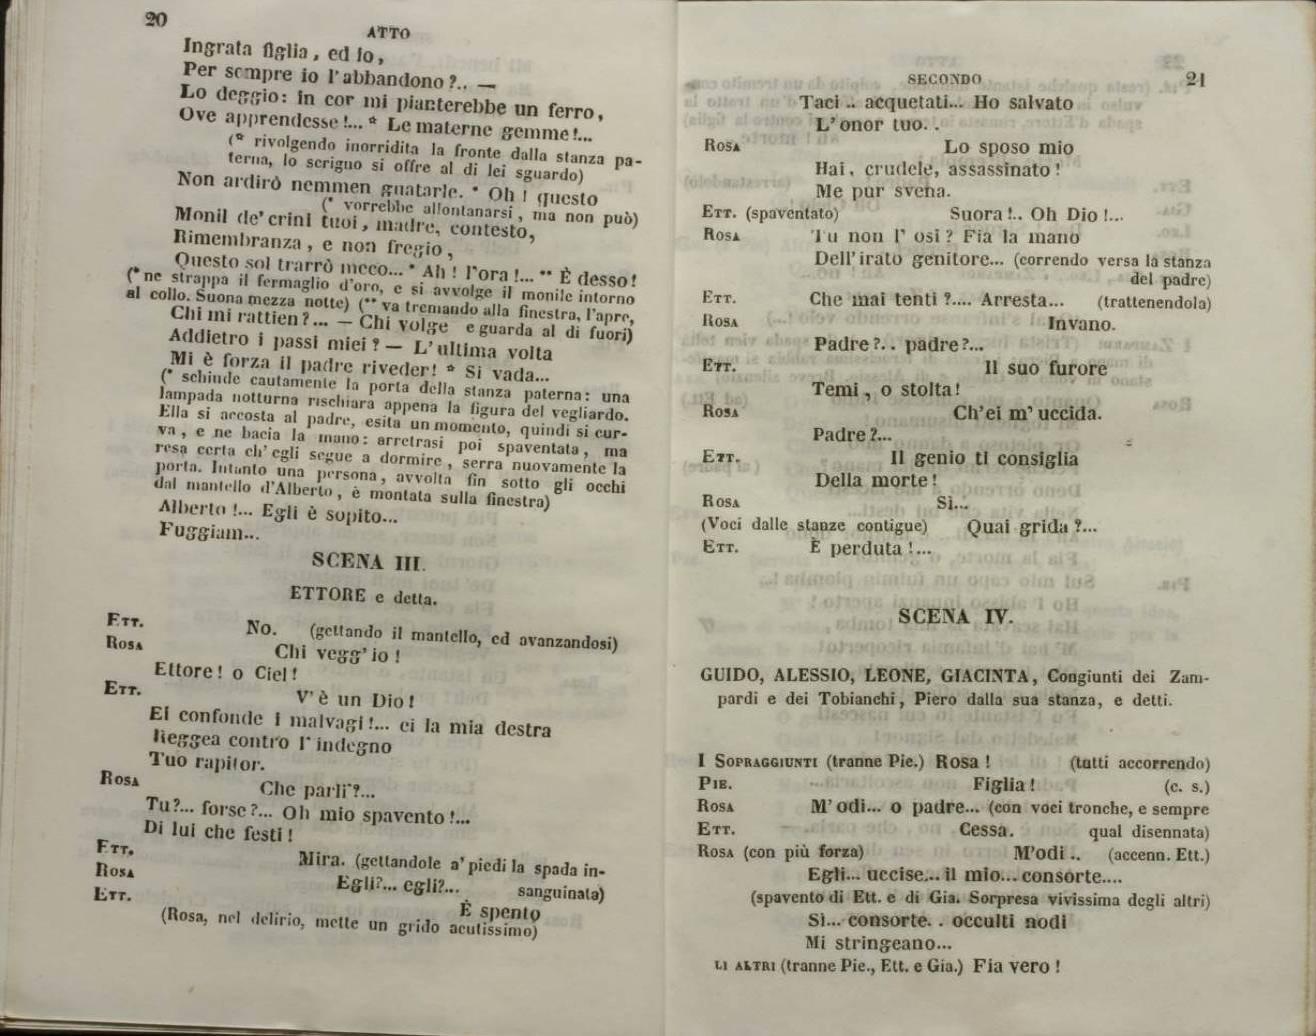 20
ATTO
Ingrata figlia, ed io,
Per sempre io l'abbandono?.. —
Lo deggio: in cor mi pianterebbe un ferro,
Ove apprendesse!... * Le materne gemme!...
(* rivolgendo inorridita la fronte dalla stanza pa-
terna, lo scrigno si offre al di lei sguardo)
Non ardirò nemmen guatarle. * Oh! questo
(* vorrebbe allontanarsi, ma non può)
Monil de' crini tuoi, madre, contesto,
Rimembranza, e non fregio,
Questo sol trarrò meco... * Ah! l'ora!... ** È desso!
(* ne strappa il fermaglio d'oro, e si avvolge il monile intorno
al collo. Suona mezza notte) (** va tremando alla finestra, l'apre,
Chi mi rattien?... — Chi volge e guarda al di fuori)
Addietro i passi miei? — L'ultima volta
Mi è forza il padre riveder! * Si vada...
(* schiude cautamente la porta della stanza paterna: una
lampada notturna rischiara appena la figura del vegliardo.
Ella si accosta al padre, esita un momento, quindi si cur-
va, e ne bacia la mano: arretrasi poi spaventata, ma
resa certa ch'egli segue a dormire, serra nuovamente la
porta. Intanto una persona, avvolta fin sotto gli occhi
dal mantello d'Alberto, è montata sulla finestra)
Alberto!... Egli è sopito...
Fuggiam...
SCENA III.
ETTORE e detta.
ETT. No. (gettando il mantello, ed avanzandosi)
ROSA Chi vegg'io!
Ettore! o Ciel!
ETT. V'è un Dio!
Ei confonde i malvagi!... ei la mia destra
Reggea contro l'indegno
Tuo rapitor.
ROSA Che parli?...
Tu?... forse?... Oh mio spavento!...
Di lui che festi!
ETT. Mira. (gettandole a' piedi la spada in-
ROSA Egli?... egli?... sanguinata)
ETT. È spento
(Rosa, nel delirio, mette un grido acutissimo)
SECONDO 21
Taci.. acquetati... Ho salvato
L'onor tuo..
ROSA Lo sposo mio
Hai, crudele, assassinato!
Me pur svena.
ETT. (spaventato) Suora!.. Oh Dio!...
ROSA Tu non l'osi? Fia la mano
Dell'irato genitore... (correndo versa la stanza
del padre)
ETT. Che mai tenti?.... Arresta... (trattenendola)
ROSA Invano.
Padre?.. padre?...
ETT. Il suo furore
Temi, o stolta!
ROSA Ch'ei m'uccida.
Padre?...
ETT. Il genio ti consiglia
Della morte!
ROSA Sì...
(Voci dalle stanze contigue) Quai grida?...
ETT. È perduta!...
SCENA IV.
GUIDO, ALESSIO, LEONE, GIACINTA, Congiunti dei Zam-
pardi e dei Tobianchi, Piero dalla sua stanza, e detti.
I SOPRAGGIUNTI (tranne Pie.) Rosa! (tutti accorrendo)
PIE. Figlia! (c. s.)
ROSA M'odi... o padre... (con voci tronche, e sempre
ETT. Cessa. qual disennata)
ROSA (con più forza) M'odi.. (accenn. Ett.)
Egli... uccise... il mio... consorte....
(spavento di Ett. e di Gia. Sorpresa vivissima degli altri)
Sì... consorte.. occulti nodi
Mi stringeano...
LI ALTRI (tranne Pie., Ett. e Gia.) Fia vero!